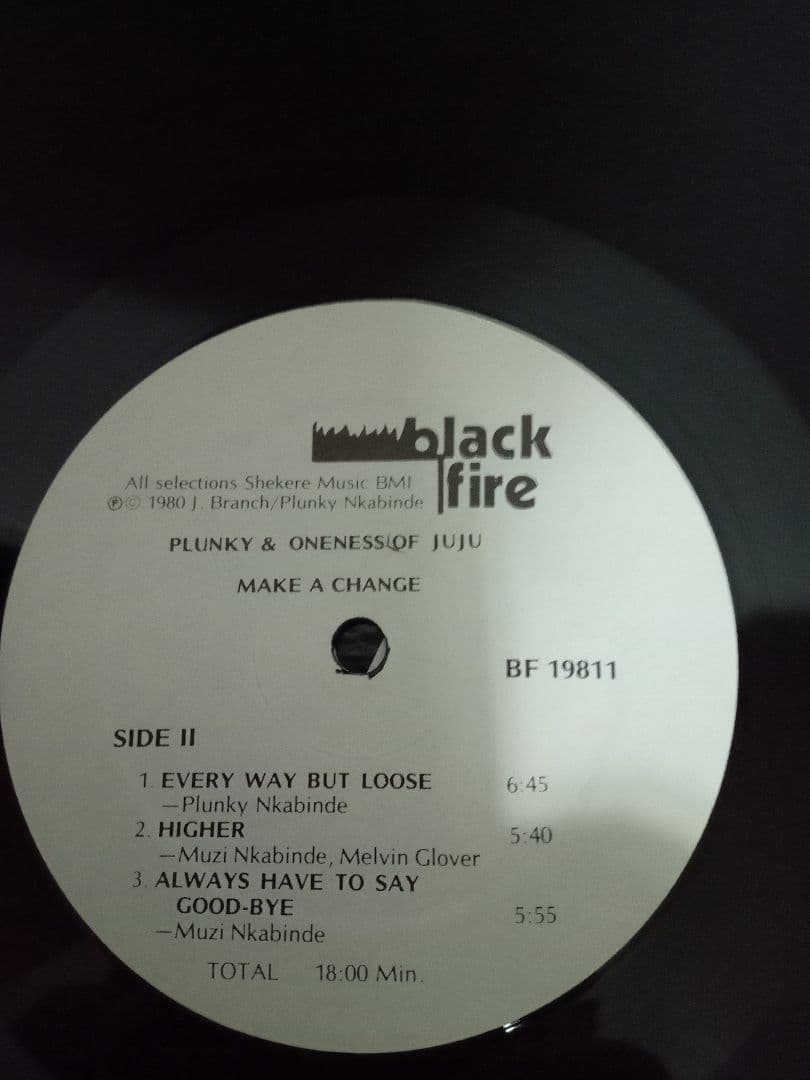 black
fire
All selections Shekere Music BMI
℗© 1980 J. Branch/Plunky Nkabinde
PLUNKY & ONENESS OF JUJU
MAKE A CHANGE
BF 19811
SIDE II
1. EVERY WAY BUT LOOSE 6:45
—Plunky Nkabinde
2. HIGHER 5:40
—Muzi Nkabinde, Melvin Glover
3. ALWAYS HAVE TO SAY
GOOD-BYE 5:55
—Muzi Nkabinde
TOTAL 18:00 Min.